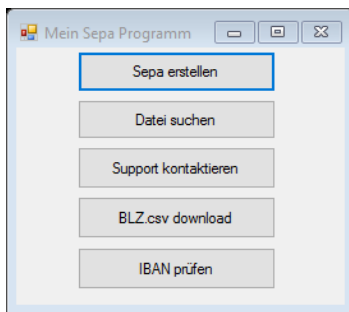 Mein Sepa Programm
Sepa erstellen
Datei suchen
Support kontaktieren
BLZ.csv download
IBAN prüfen